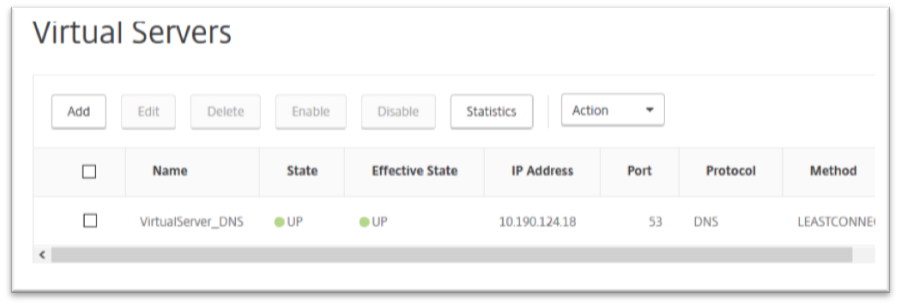 Virtual Servers
Add Edit Delete Enable Disable Statistics Action
Name State Effective State IP Address Port Protocol Method
VirtualServer_DNS UP UP 10.190.124.18 53 DNS LEASTCONNE